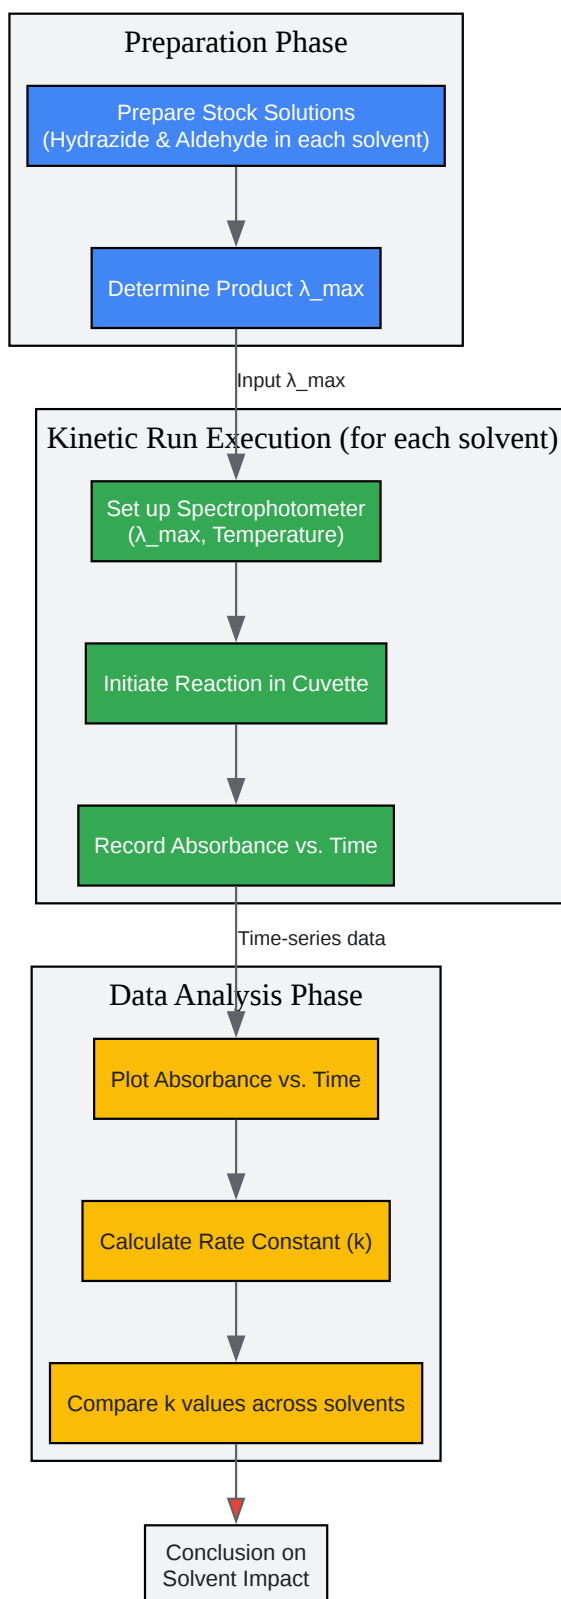 Preparation Phase
Prepare Stock Solutions
(Hydrazide & Aldehyde in each solvent)
Determine Product λ_max
Input λ_max
Kinetic Run Execution (for each solvent)
Set up Spectrophotometer
(λ_max, Temperature)
Initiate Reaction in Cuvette
Record Absorbance vs. Time
Time-series data
Data Analysis Phase
Plot Absorbance vs. Time
Calculate Rate Constant (k)
Compare k values across solvents
Conclusion on
Solvent Impact